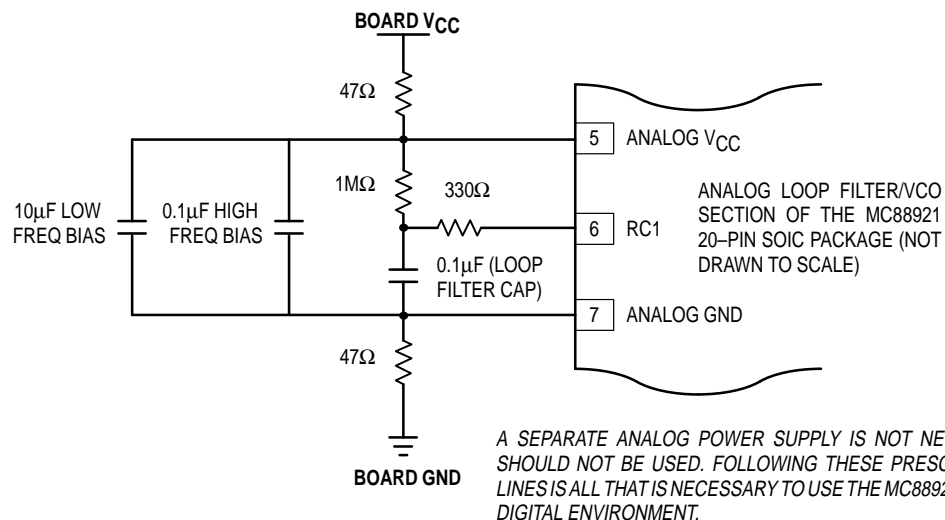 BOARD VCC
47Ω
5 ANALOG VCC
1MΩ
330Ω
10µF LOW
FREQ BIAS
0.1µF HIGH
FREQ BIAS
6 RC1
ANALOG LOOP FILTER/VCO
SECTION OF THE MC88921
20–PIN SOIC PACKAGE (NOT
DRAWN TO SCALE)
0.1µF (LOOP
FILTER CAP)
7 ANALOG GND
47Ω
BOARD GND
A SEPARATE ANALOG POWER SUPPLY IS NOT
SHOULD NOT BE USED. FOLLOWING THESE
LINES IS ALL THAT IS NECESSARY TO USE THE
DIGITAL ENVIRONMENT.